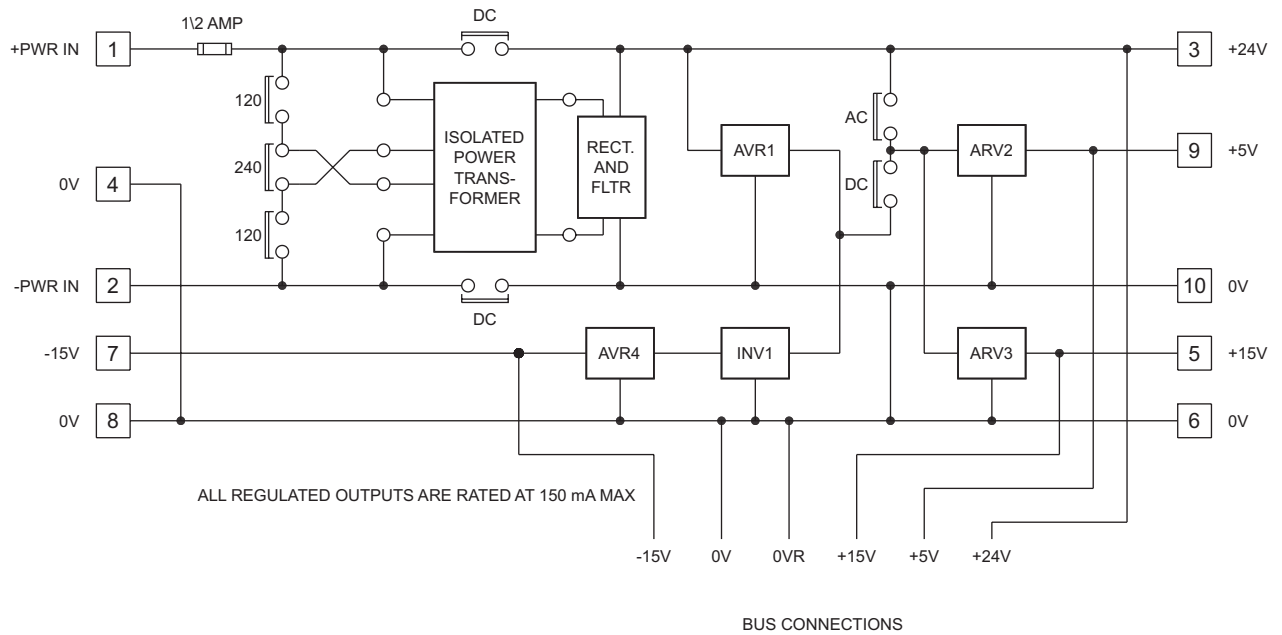 1\2 AMP
DC
+PWR IN
1
3
+24V
120
AC
ISOLATED
POWER
TRANS-
FORMER
RECT.
AND
FLTR
AVR1
ARV2
9
+5V
240
0V
4
DC
120
-PWR IN
2
10
0V
DC
-15V
7
AVR4
INV1
ARV3
5
+15V
0V
8
6
0V
ALL REGULATED OUTPUTS ARE RATED AT 150 mA MAX
-15V 0V 0VR +15V +5V +24V
BUS CONNECTIONS